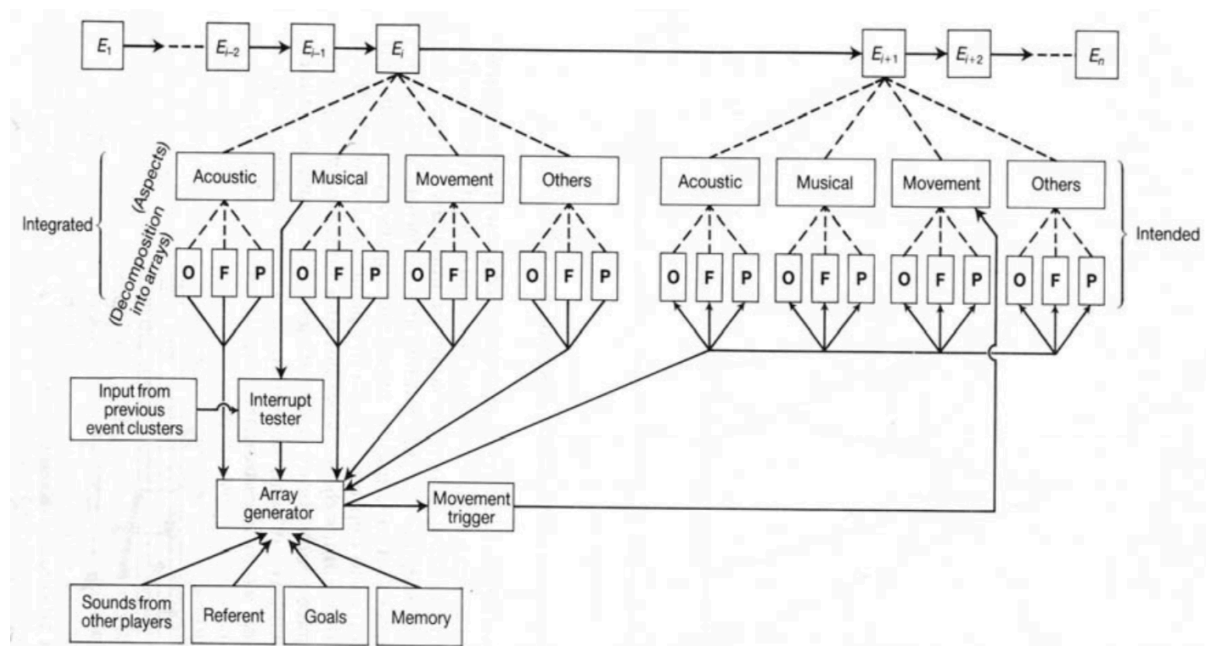 E1 Ei–2 Ei–1 Ei Ei+1 Ei+2 En
(Aspects)
Acoustic Musical Movement Others Acoustic Musical Movement Others
Integrated
Intended
(Decomposition
into arrays)
O F P O F P O F P O F P O F P O F P O F P O F P
Input from
previous
event clusters
Interrupt
tester
Array
generator
Movement
trigger
Sounds from
other players
Referent
Goals
Memory